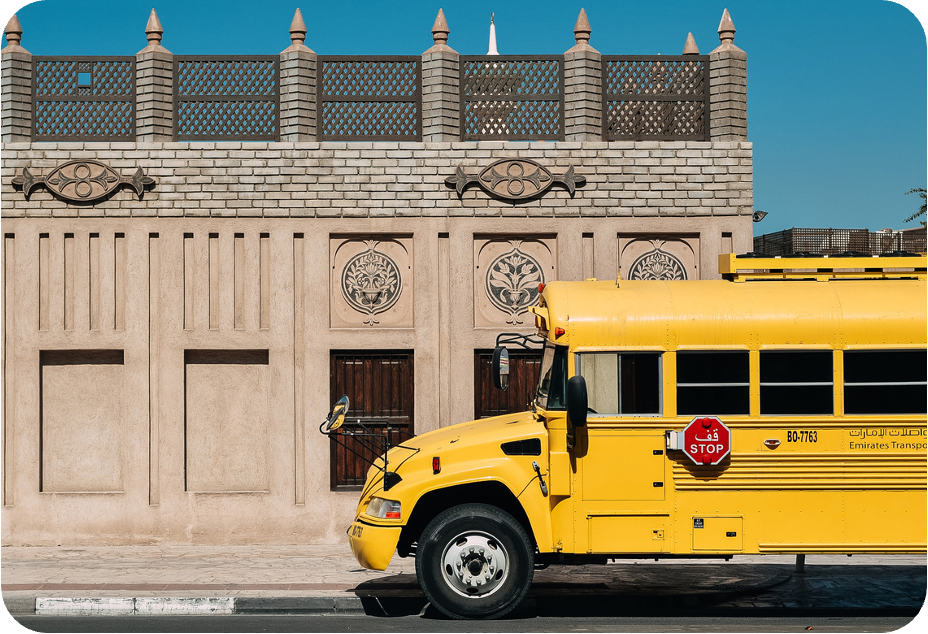 قف
STOP
BO-7763
مواصلات الإمارات
Emirates Transpo